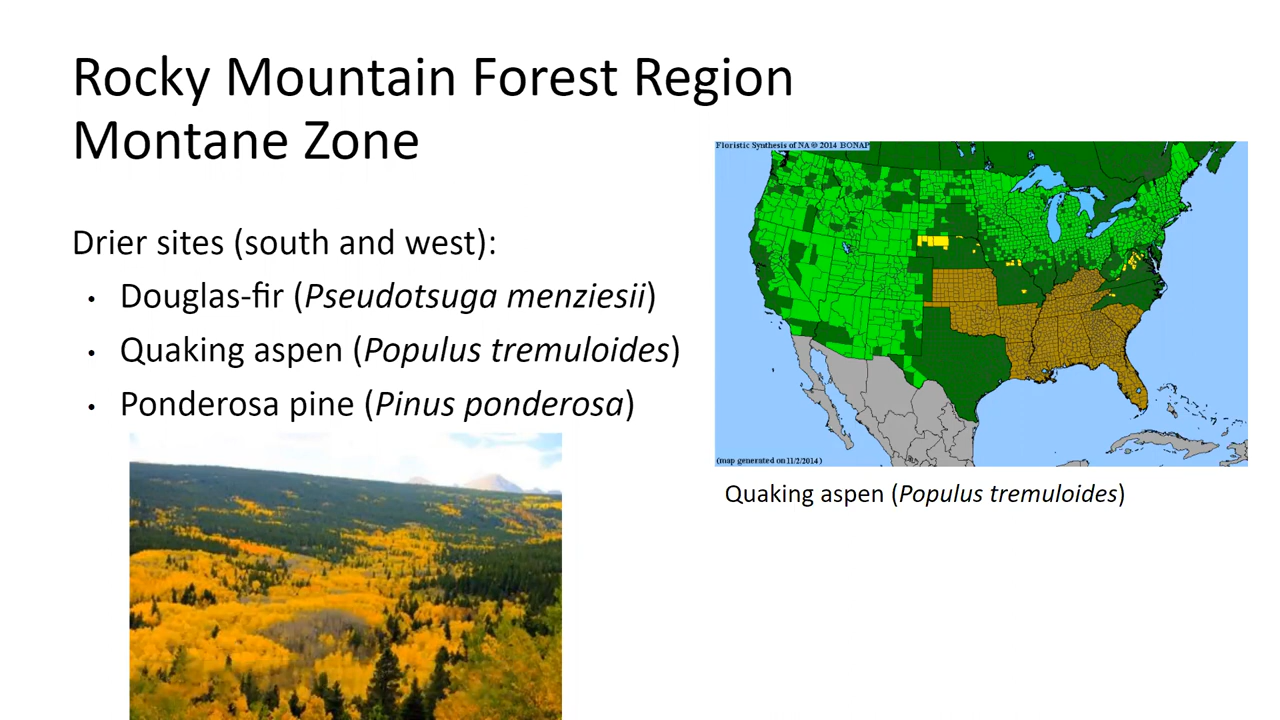 Rocky Mountain Forest Region
Montane Zone
Drier sites (south and west):
• Douglas-fir (Pseudotsuga menziesii)
• Quaking aspen (Populus tremuloides)
• Ponderosa pine (Pinus ponderosa)
Floristic Synthesis of NA © 2014 BONAP
(map generated on 11/2/2014)
Quaking aspen (Populus tremuloides)